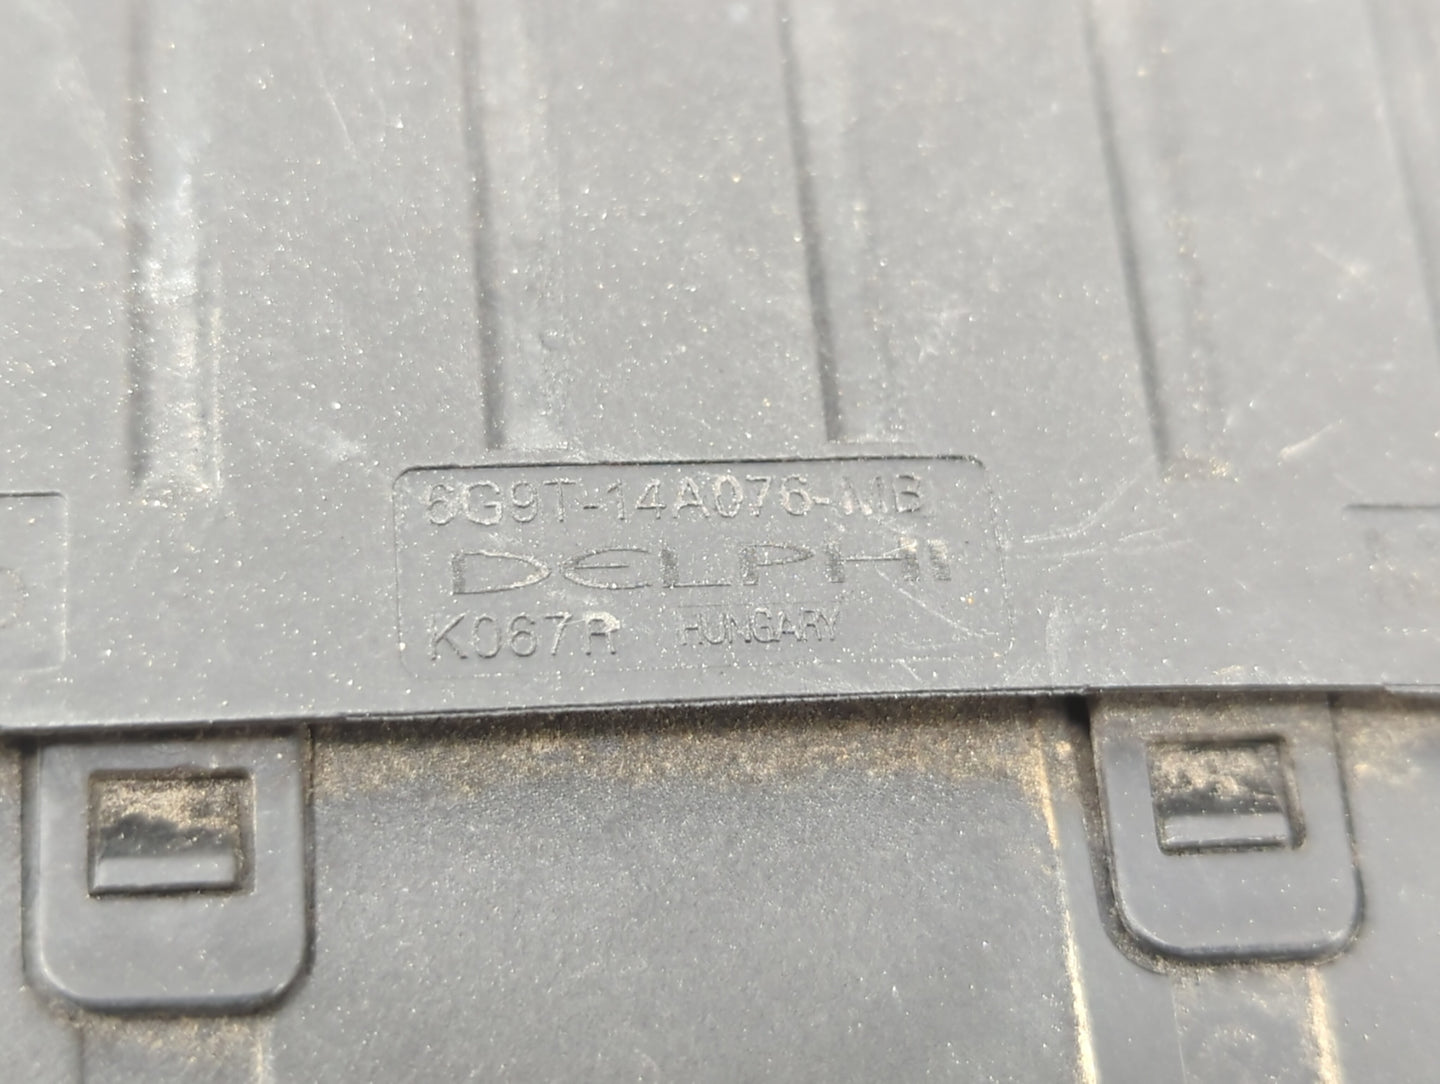 6G9T-14A076-MB
DELPHI
K067R HUNGARY